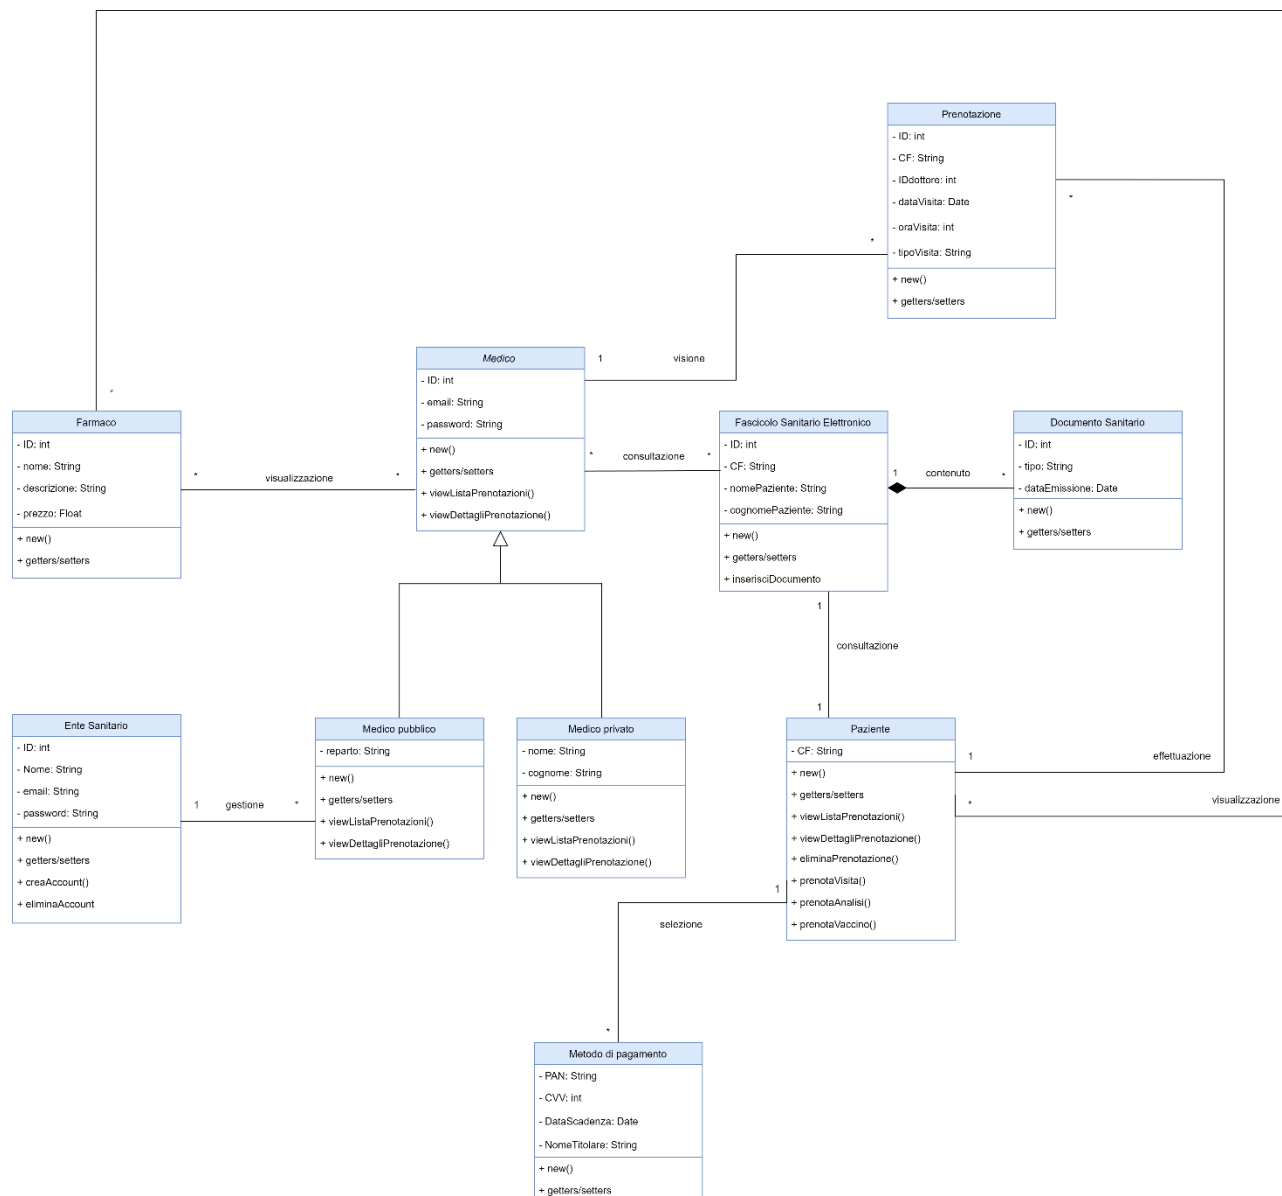 Prenotazione
- ID: int
- CF: String
- IDdottore: int
- dataVisita: Date
- oraVisita: int
- tipoVisita: String
+ new()
+ getters/setters
*
*
1
visione
Medico
- ID: int
- email: String
- password: String
+ new()
+ getters/setters
+ viewListaPrenotazioni()
+ viewDettagliPrenotazione()
*
Farmaco
- ID: int
- nome: String
- descrizione: String
- prezzo: Float
+ new()
+ getters/setters
*
visualizzazione
*
*
consultazione
*
Fascicolo Sanitario Elettronico
- ID: int
- CF: String
- nomePaziente: String
- cognomePaziente: String
+ new()
+ getters/setters
+ inserisciDocumento
1
contenuto
*
Documento Sanitario
- ID: int
- tipo: String
- dataEmissione: Date
+ new()
+ getters/setters
1
consultazione
1
Ente Sanitario
- ID: int
- Nome: String
- email: String
- password: String
+ new()
+ getters/setters
+ creaAccount()
+ eliminaAccount
1
gestione
*
Medico pubblico
- reparto: String
+ new()
+ getters/setters
+ viewListaPrenotazioni()
+ viewDettagliPrenotazione()
Medico privato
- nome: String
- cognome: String
+ new()
+ getters/setters
+ viewListaPrenotazioni()
+ viewDettagliPrenotazione()
Paziente
- CF: String
+ new()
+ getters/setters
+ viewListaPrenotazioni()
+ viewDettagliPrenotazione()
+ eliminaPrenotazione()
+ prenotaVisita()
+ prenotaAnalisi()
+ prenotaVaccino()
1
effettuazione
*
visualizzazione
1
selezione
*
Metodo di pagamento
- PAN: String
- CVV: int
- DataScadenza: Date
- NomeTitolare: String
+ new()
+ getters/setters